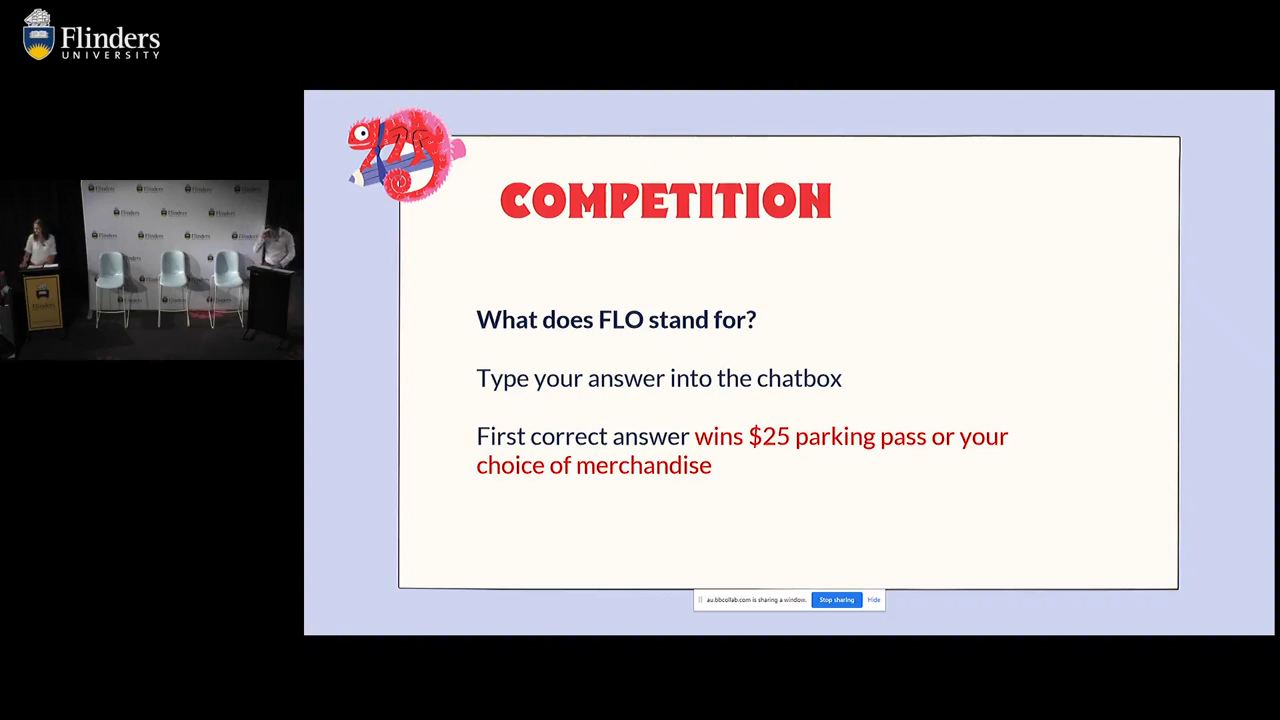 Flinders
UNIVERSITY
COMPETITION
What does FLO stand for?
Type your answer into the chatbox
First correct answer wins $25 parking pass or your
choice of merchandise
au.bbcollab.com is sharing a window.
Stop sharing
Hide
Flinders